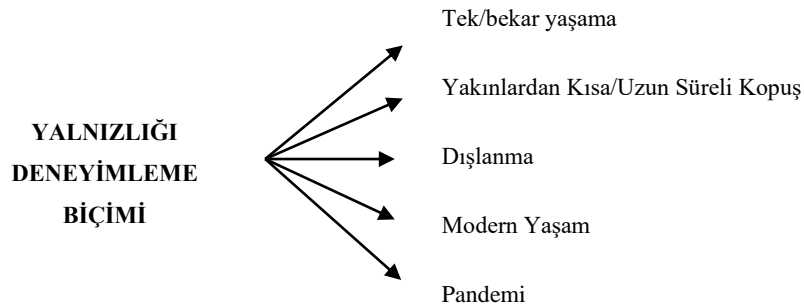 Tek/bekar yaşama
Yakınlardan Kısa/Uzun Süreli Kopuş
YALNIZLIĞI
DENEYİMLEME
BİÇİMİ
Dışlanma
Modern Yaşam
Pandemi